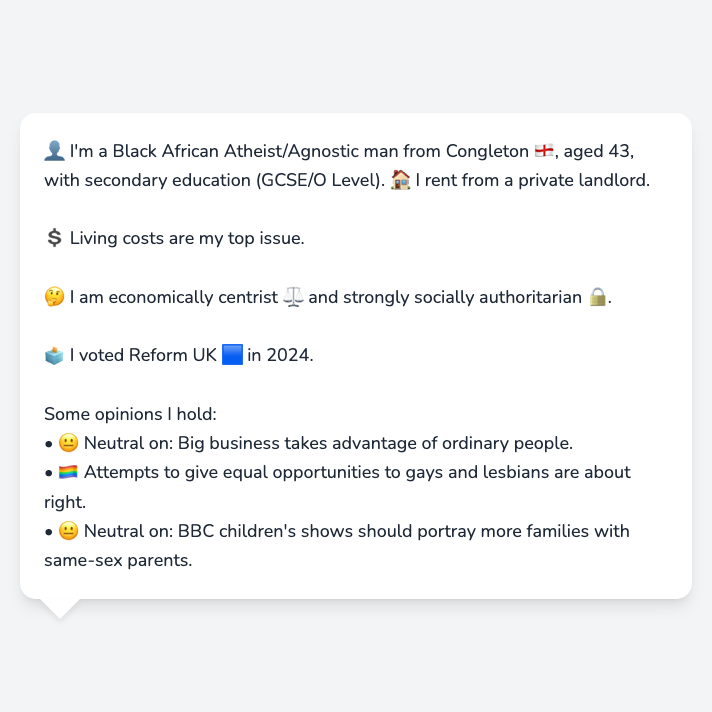 👤 I'm a Black African Atheist/Agnostic man from Congleton 🏴󠁧󠁢󠁥󠁮󠁧󠁿, aged 43,
with secondary education (GCSE/O Level). 🏠 I rent from a private landlord.
💲 Living costs are my top issue.
🤔 I am economically centrist ⚖️ and strongly socially authoritarian 🔒.
🗳️ I voted Reform UK 🟦 in 2024.
Some opinions I hold:
• 😐 Neutral on: Big business takes advantage of ordinary people.
• 🏳️‍🌈 Attempts to give equal opportunities to gays and lesbians are about
right.
• 😐 Neutral on: BBC children's shows should portray more families with
same-sex parents.